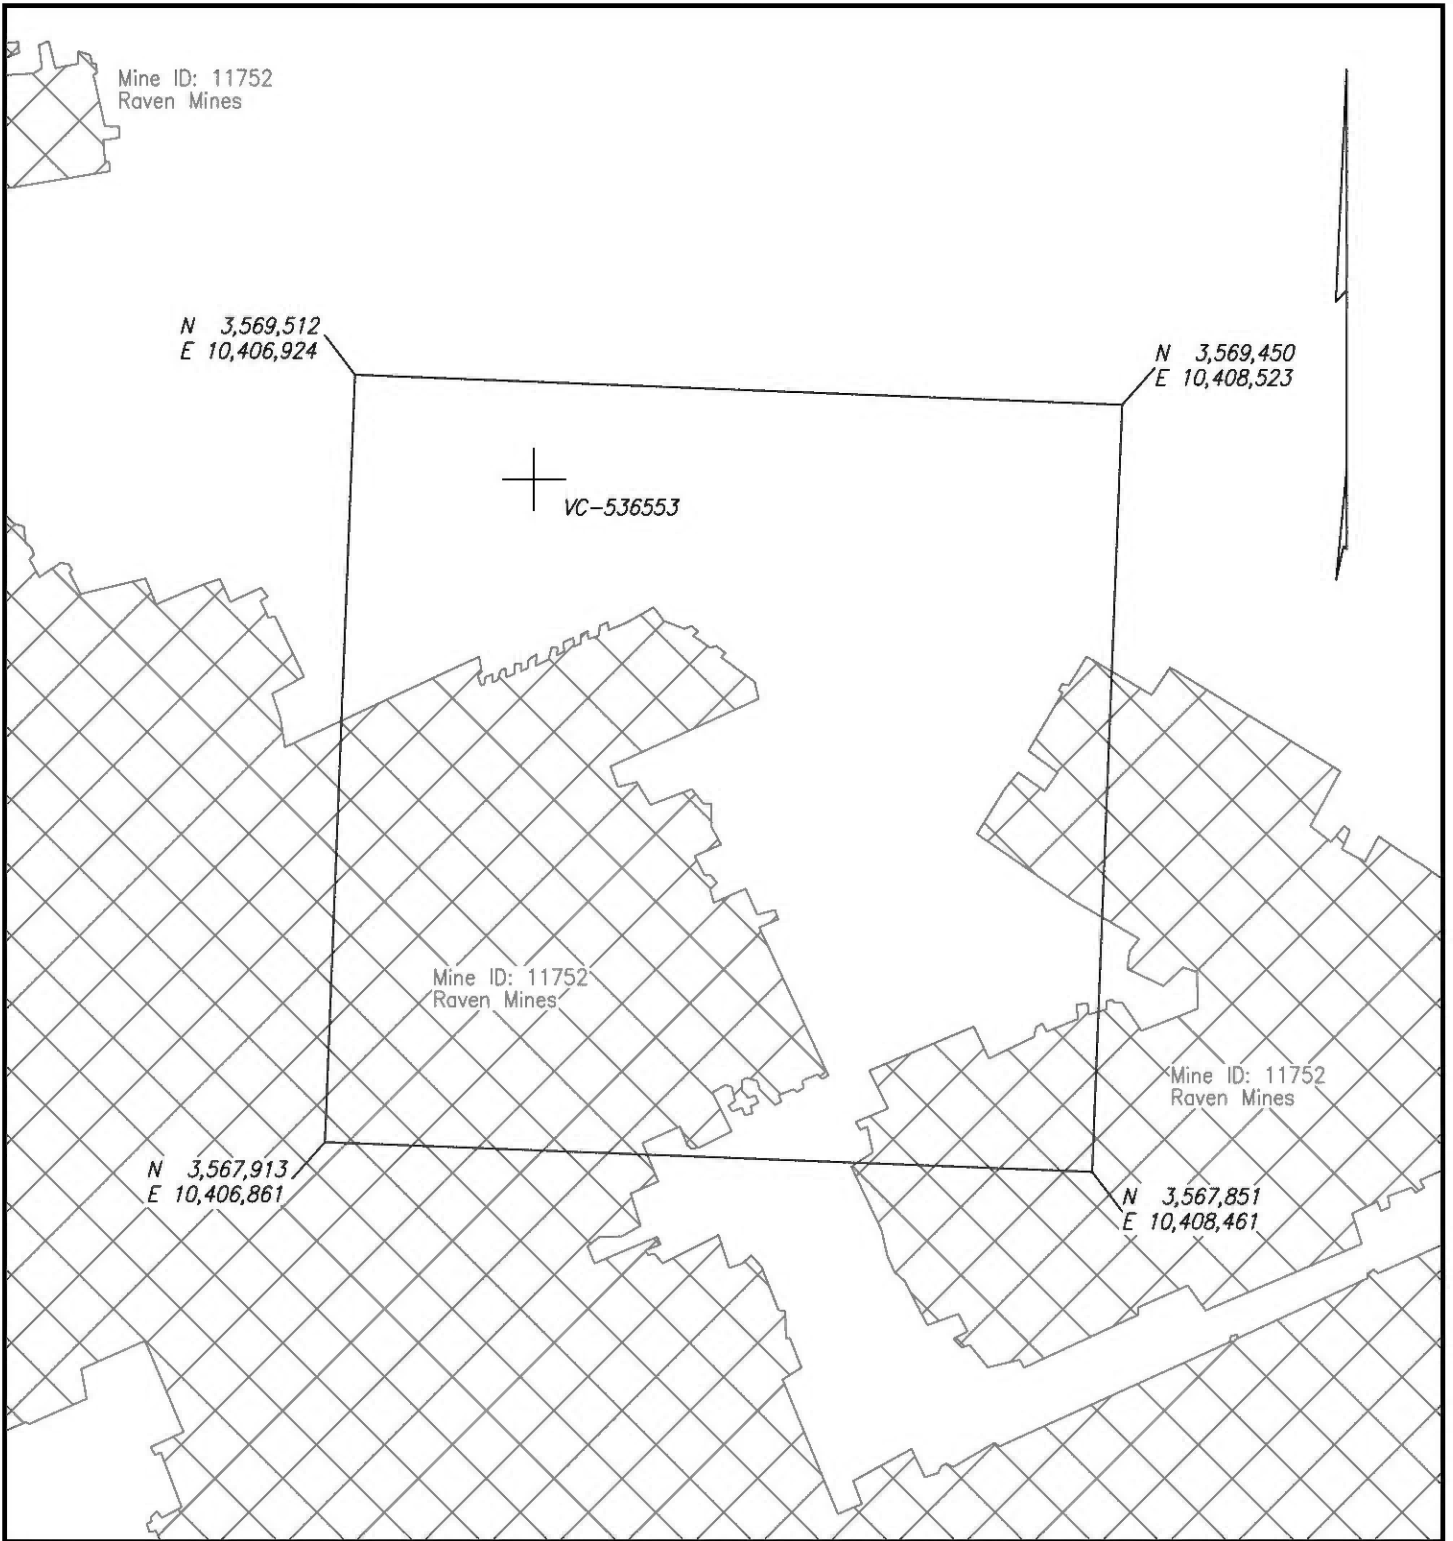 Mine ID: 11752
Raven Mines
N 3,569,512
E 10,406,924
N 3,569,450
E 10,408,523
VC-536553
Mine ID: 11752
Raven Mines
Mine ID: 11752
Raven Mines
N 3,567,913
E 10,406,861
N 3,567,851
E 10,408,461